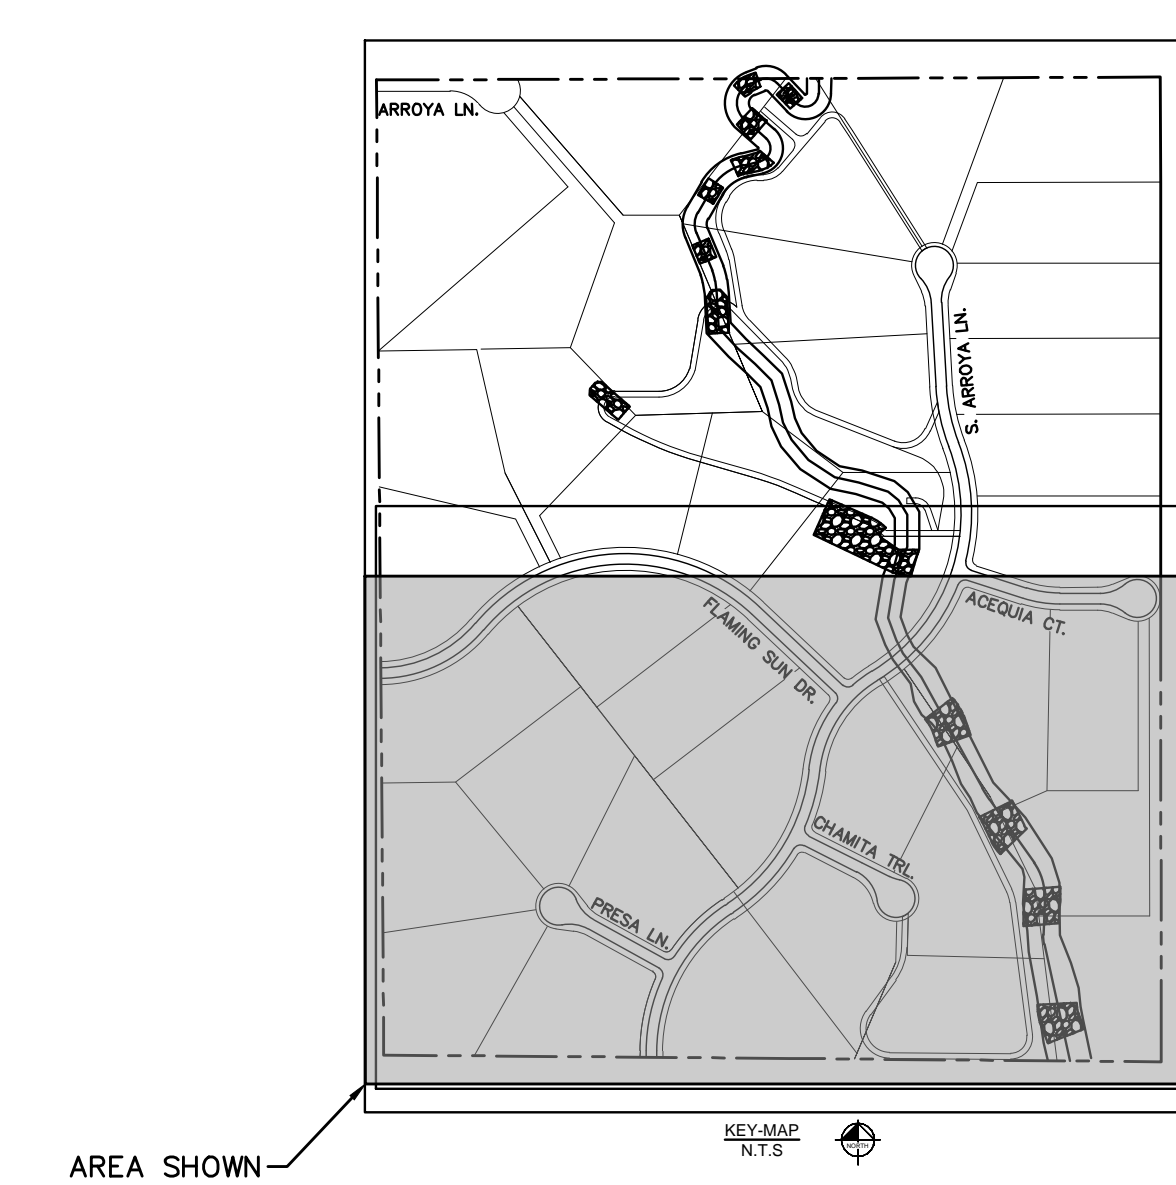 ARROYA LN.
S. ARROYA LN.
ACEQUIA CT.
FLAMING SUN DR.
CHAMITA TRL.
PRESA LN.
KEY-MAP
N.T.S
NORTH
AREA SHOWN